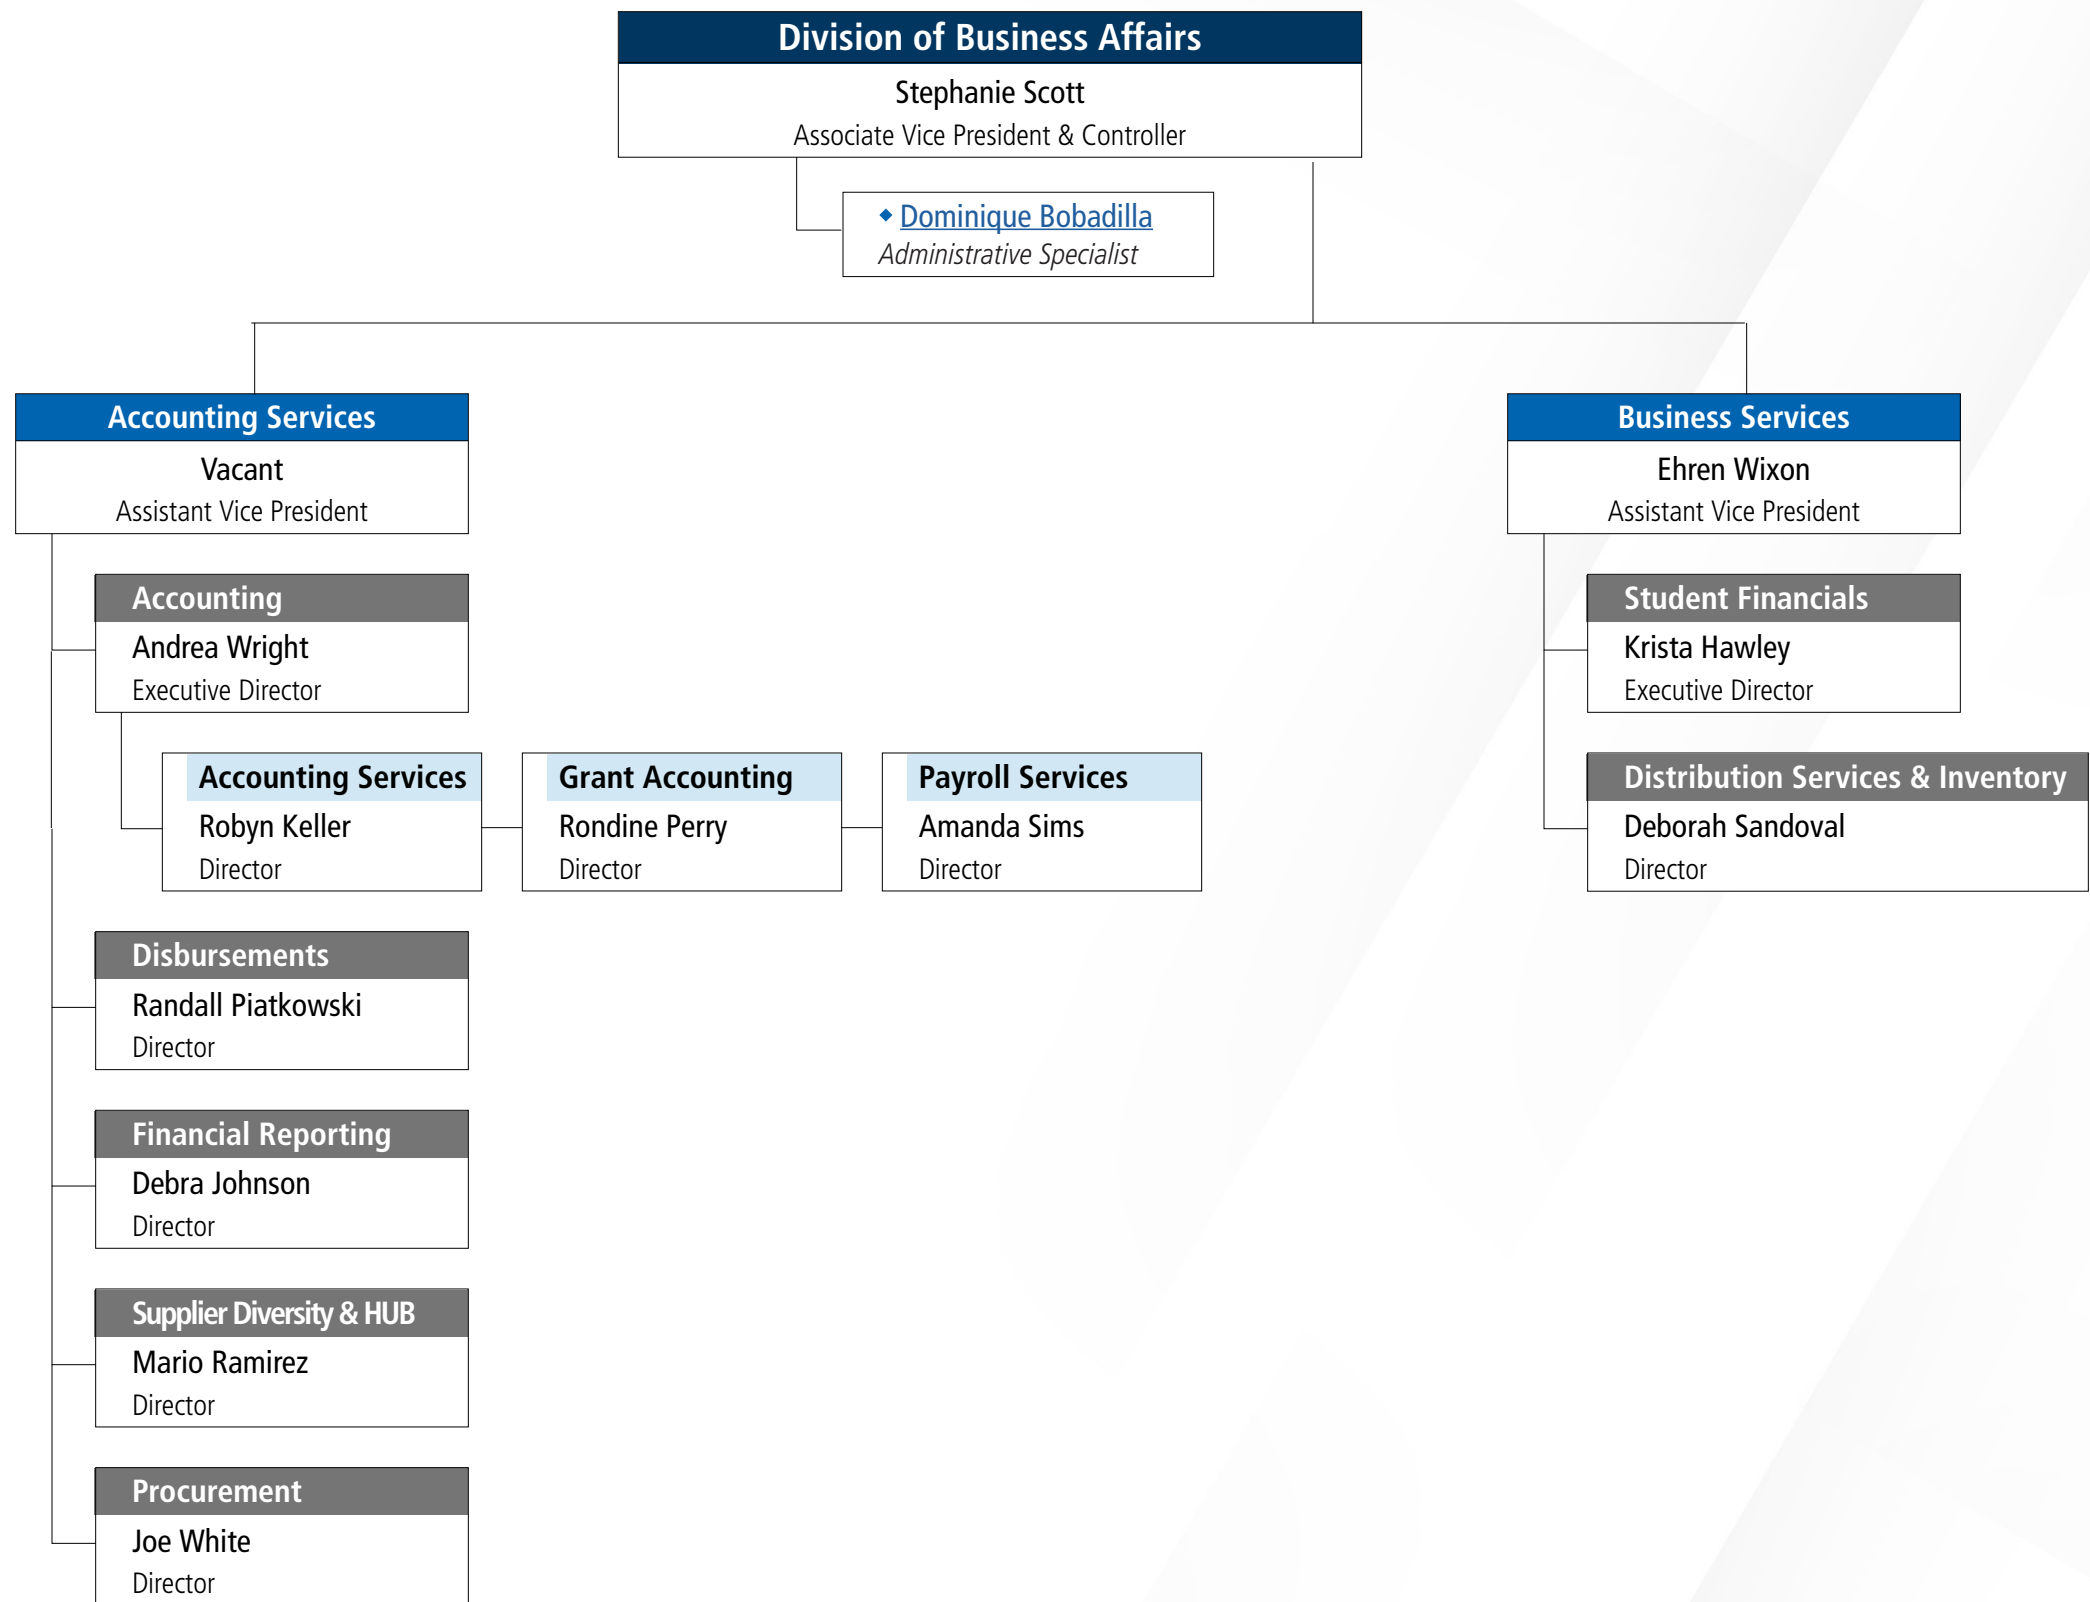 Division of Business Affairs
Stephanie Scott
Associate Vice President & Controller
Dominique Bobadilla
Administrative Specialist
Accounting Services
Vacant
Assistant Vice President
Accounting
Andrea Wright
Executive Director
Accounting Services
Robyn Keller
Director
Grant Accounting
Rondine Perry
Director
Payroll Services
Amanda Sims
Director
Disbursements
Randall Piatkowski
Director
Financial Reporting
Debra Johnson
Director
Supplier Diversity & HUB
Mario Ramirez
Director
Procurement
Joe White
Director
Business Services
Ehren Wixon
Assistant Vice President
Student Financials
Krista Hawley
Executive Director
Distribution Services & Inventory
Deborah Sandoval
Director